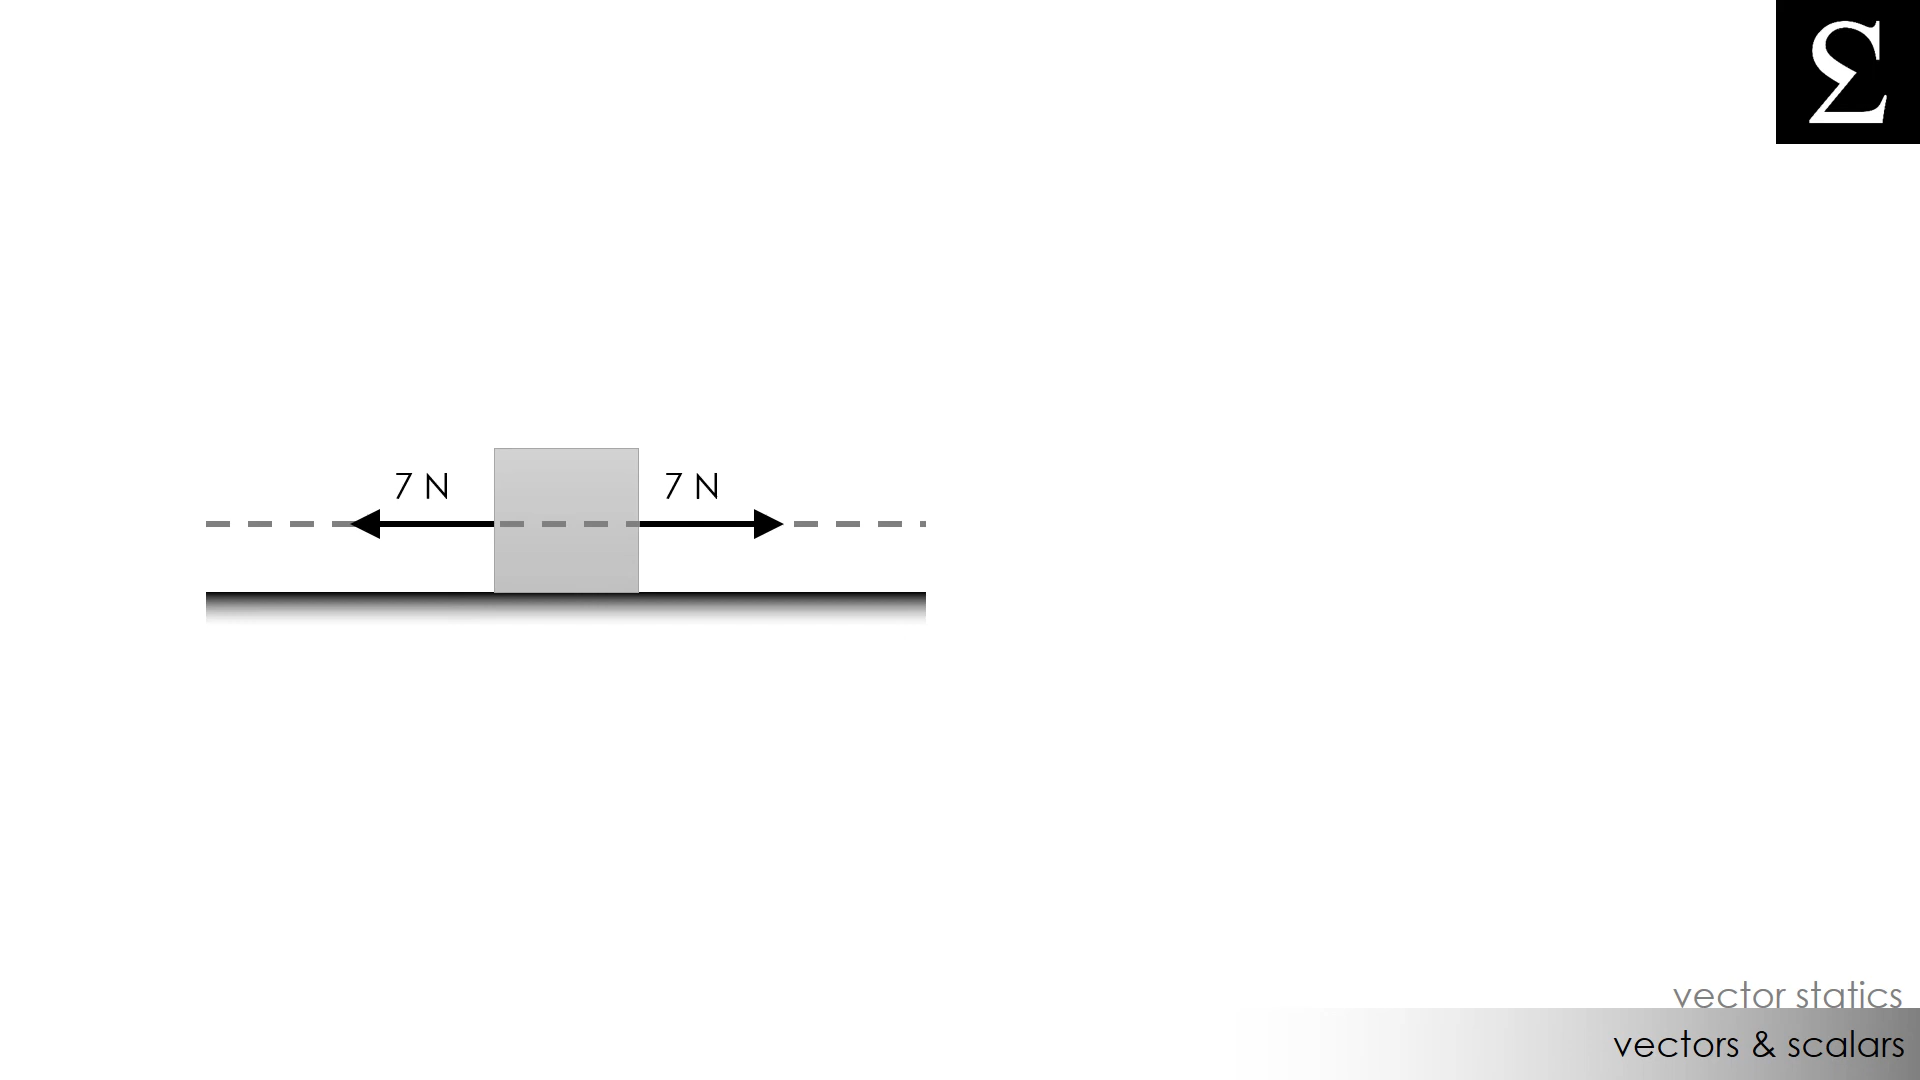 Σ
7 N
7 N
vector statics
vectors & scalars